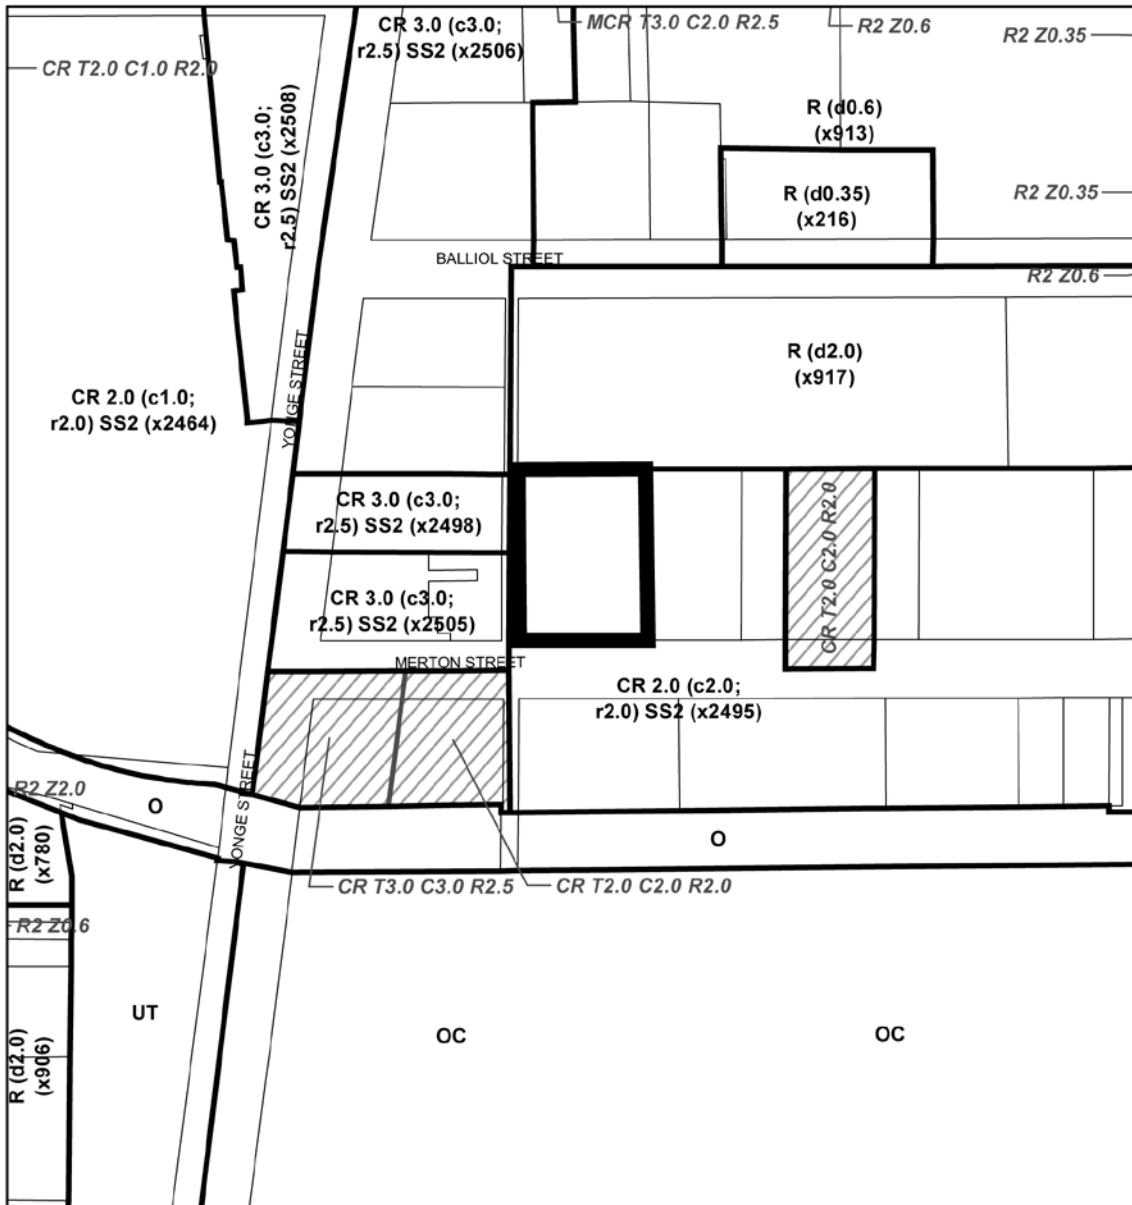 CR 3.0 (c3.0;
r2.5) SS2 (x2506)
MCR T3.0 C2.0 R2.5
R2 Z0.6
R2 Z0.35
CR T2.0 C1.0 R2.0
CR 3.0 (c3.0;
r2.5) SS2 (x2508)
R (d0.6)
(x913)
R (d0.35)
(x216)
R2 Z0.35
BALLIOL STREET
R2 Z0.6
R (d2.0)
(x917)
YONGE STREET
CR 2.0 (c1.0;
r2.0) SS2 (x2464)
CR 3.0 (c3.0;
r2.5) SS2 (x2498)
CR T2.0 C2.0 R2.0
CR 3.0 (c3.0;
r2.5) SS2 (x2505)
MERTON STREET
CR 2.0 (c2.0;
r2.0) SS2 (x2495)
R2 Z2.0
O
YONGE STREET
O
R (d2.0)
(x780)
CR T3.0 C3.0 R2.5
CR T2.0 C2.0 R2.0
R2 Z0.6
UT
OC
OC
R (d2.0)
(x906)